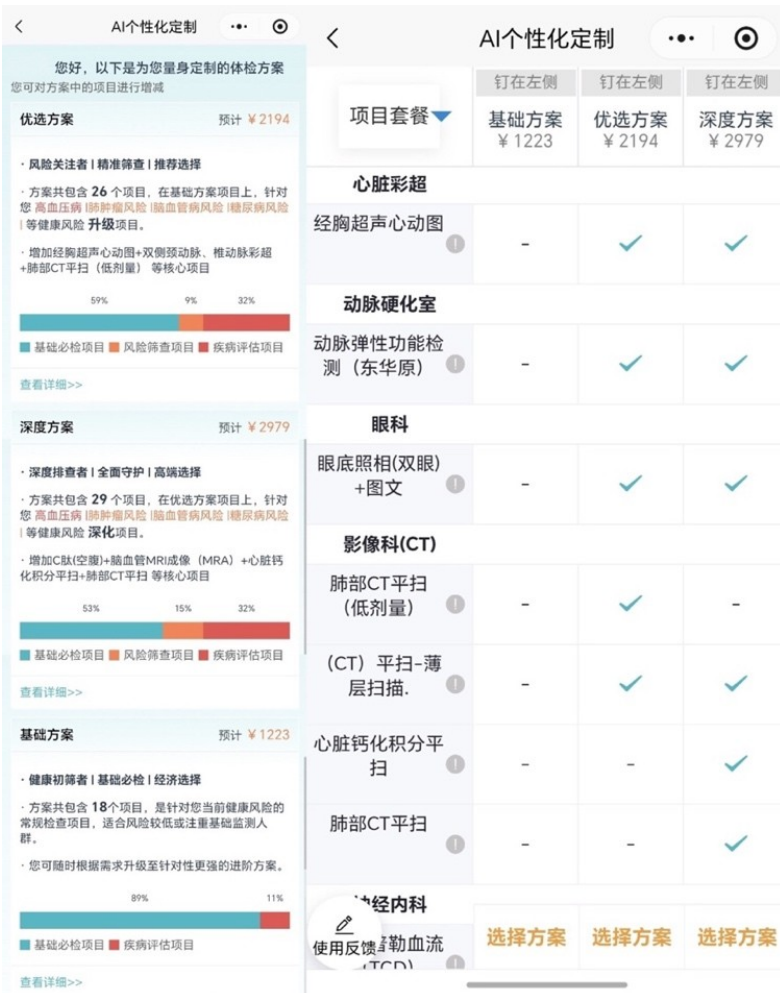 AI个性化定制
您好，以下是为您量身定制的体检方案
您可对方案中的项目进行增减
优选方案 预计 ¥2194
· 风险关注者 | 精准筛查 | 推荐选择
· 方案共包含 26 个项目，在基础方案项目上，针对
您 高血压病 |肺肿瘤风险 |脑血管病风险 |糖尿病风险
| 等健康风险 升级项目。
· 增加经胸超声心动图+双侧颈动脉、椎动脉彩超
+肺部CT平扫（低剂量） 等核心项目
59% 9% 32%
基础必检项目 风险筛查项目 疾病评估项目
查看详细>>
深度方案 预计 ¥2979
· 深度排查者 | 全面守护 | 高端选择
· 方案共包含 29 个项目，在优选方案项目上，针对
您 高血压病 |肺肿瘤风险 |脑血管病风险 |糖尿病风险
| 等健康风险 深化项目。
· 增加C肽(空腹)+脑血管MRI成像（MRA）+心脏钙
化积分平扫+肺部CT平扫 等核心项目
53% 15% 32%
基础必检项目 风险筛查项目 疾病评估项目
查看详细>>
基础方案 预计 ¥1223
· 健康初筛者 | 基础必检 | 经济选择
· 方案共包含 18个项目，是针对您当前健康风险的
常规检查项目，适合风险较低或注重基础监测人
群。
· 您可随时根据需求升级至针对性更强的进阶方案。
89% 11%
基础必检项目 疾病评估项目
查看详细>>
AI个性化定制
钉在左侧 钉在左侧 钉在左侧
项目套餐 基础方案 优选方案 深度方案
¥1223 ¥2194 ¥2979
心脏彩超
经胸超声心动图
-
动脉硬化室
动脉弹性功能检
测（东华原）
-
眼科
眼底照相(双眼)
+图文
-
影像科(CT)
肺部CT平扫
（低剂量）
- -
（CT）平扫-薄
层扫描.
-
心脏钙化积分平
扫
- -
肺部CT平扫
- -
经内科
使用反馈
勒血流
选择方案 选择方案 选择方案